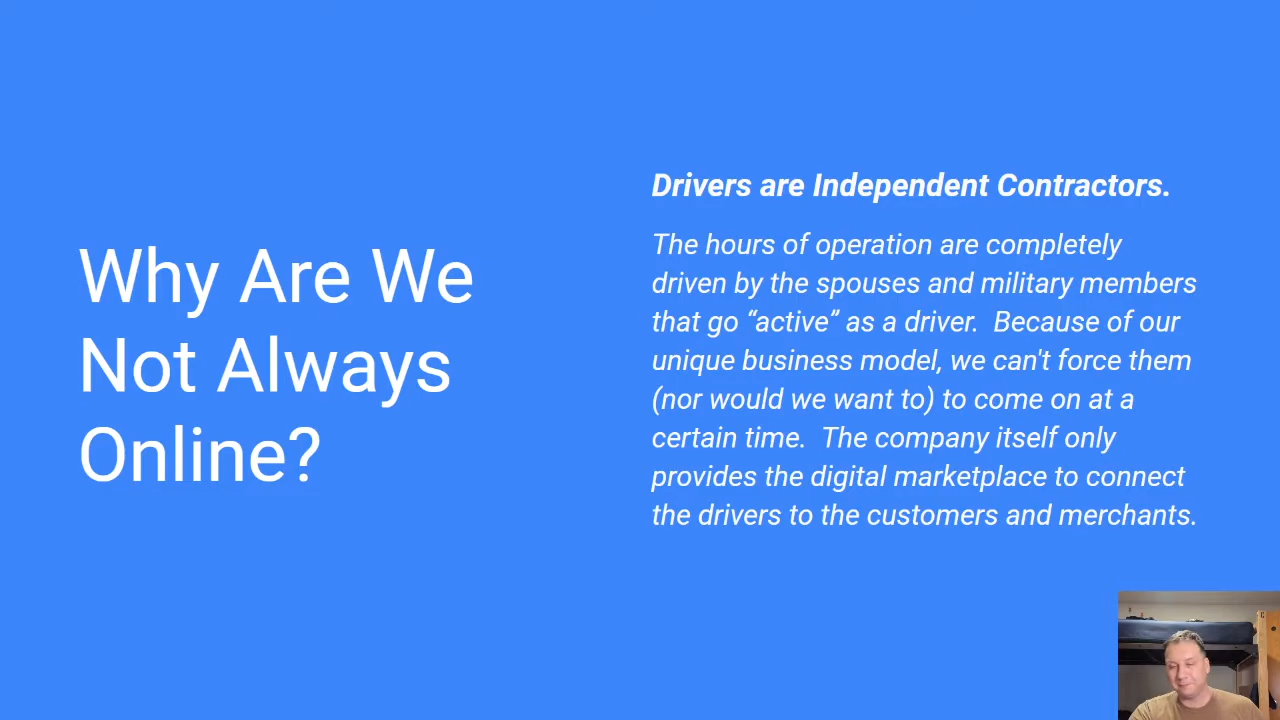 Why Are We
Not Always
Online?
Drivers are Independent Contractors.
The hours of operation are completely
driven by the spouses and military members
that go “active” as a driver.  Because of our
unique business model, we can't force them
(nor would we want to) to come on at a
certain time.  The company itself only
provides the digital marketplace to connect
the drivers to the customers and merchants.